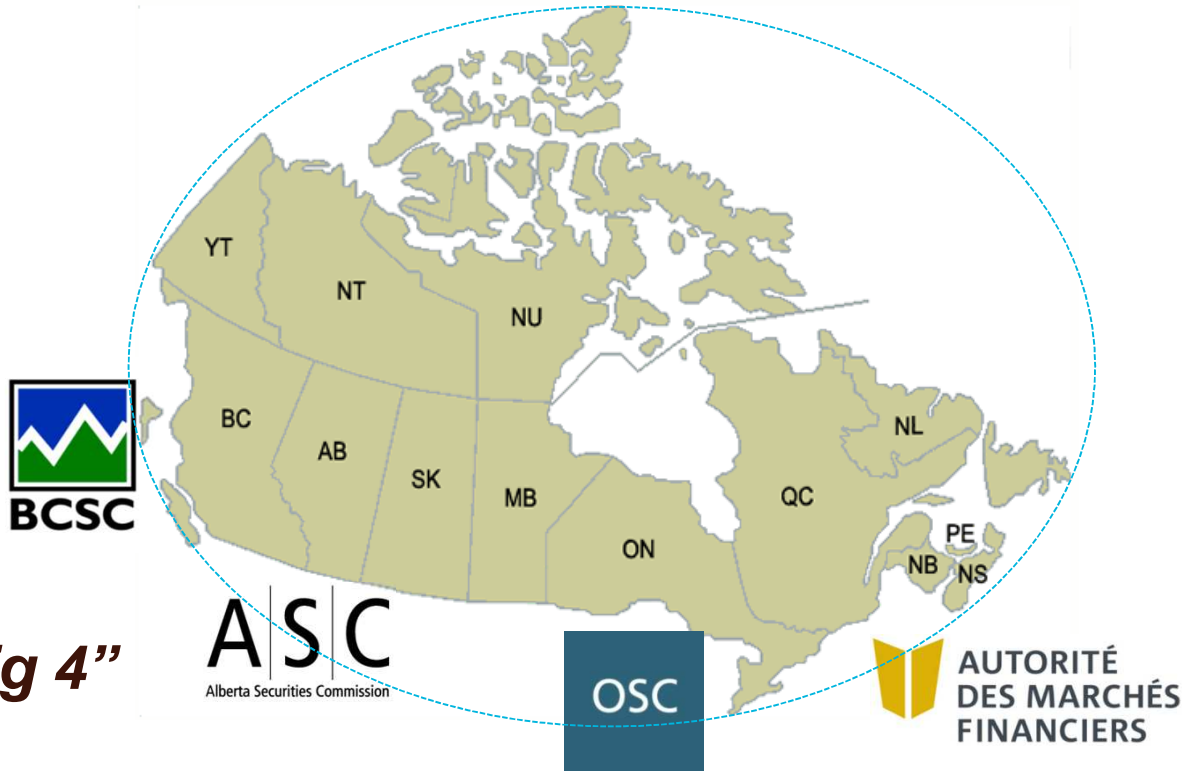 YT
NT
NU
BC
AB
SK
MB
ON
QC
NL
PE
NB
NS
BCSC
A|S|C
Alberta Securities Commission
g 4”
OSC
AUTORITÉ
DES MARCHÉS
FINANCIERS